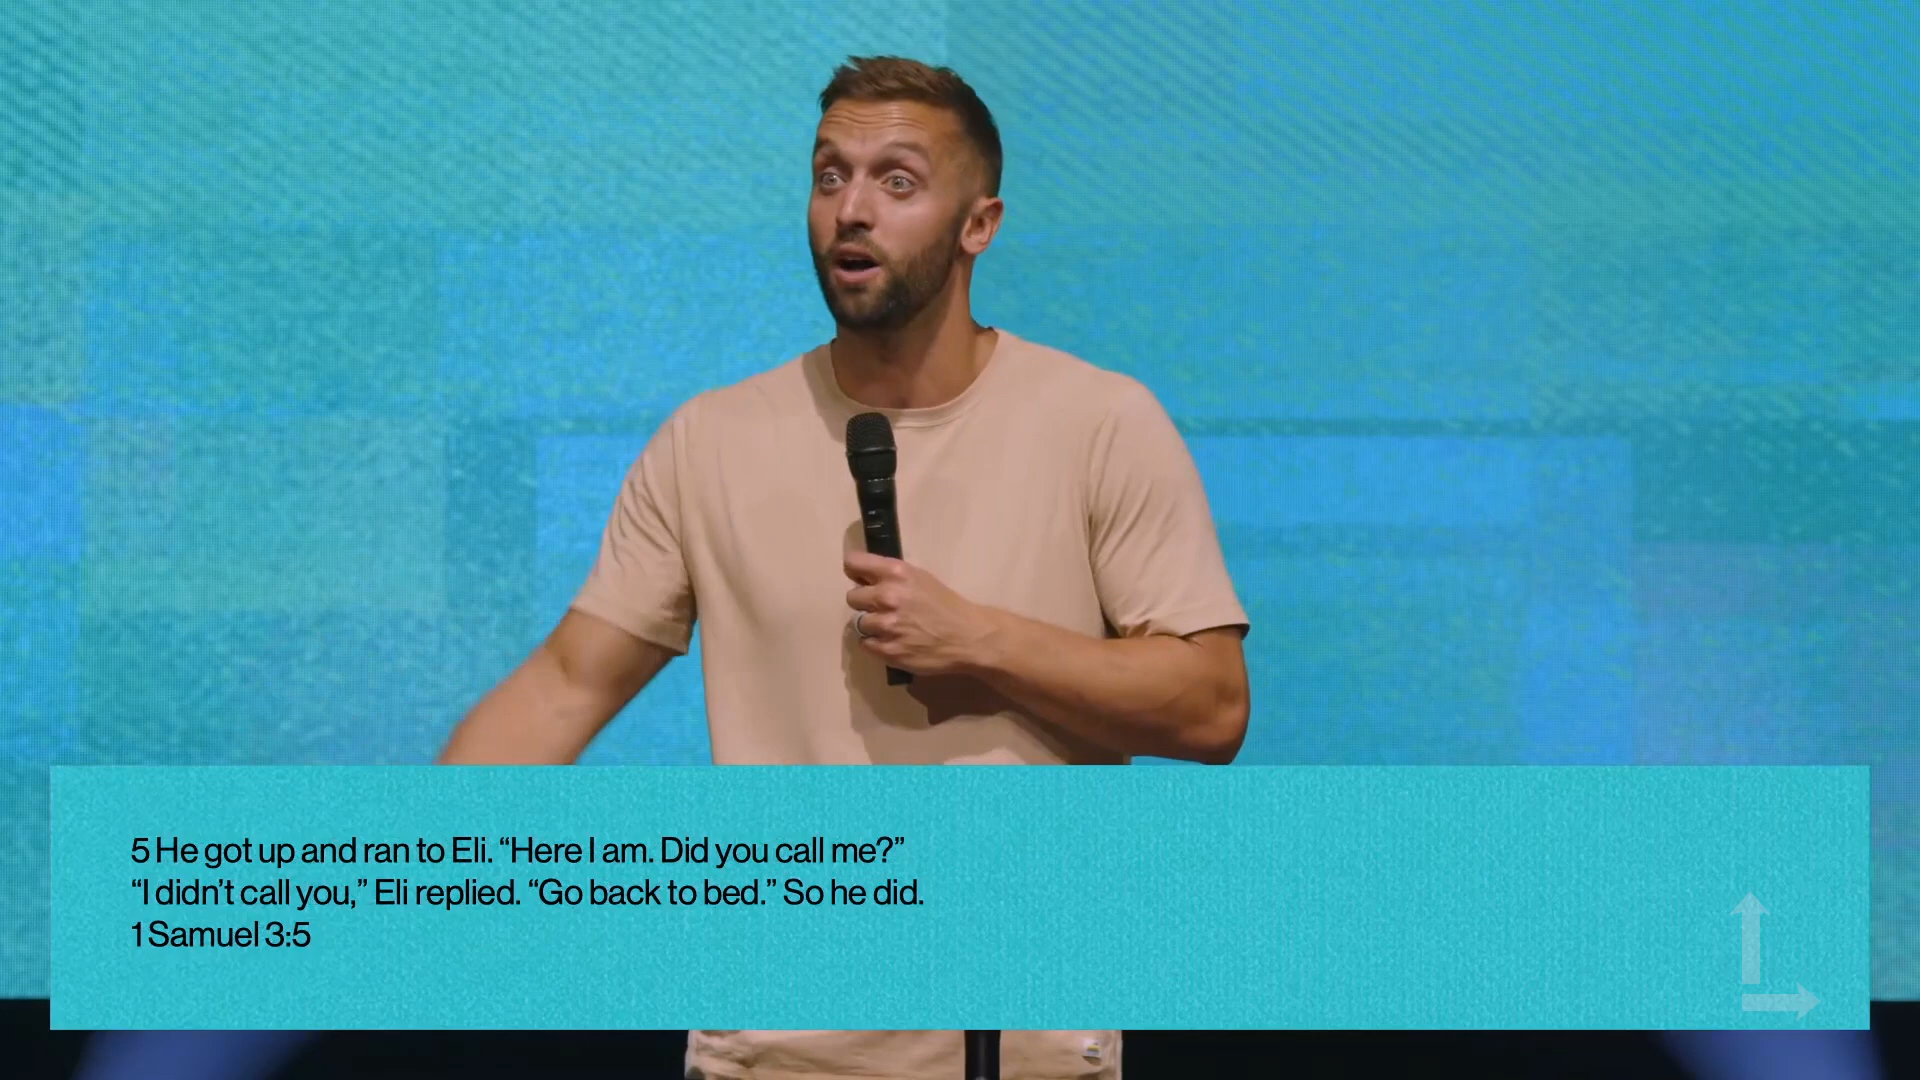 5 He got up and ran to Eli. “Here I am. Did you call me?”
“I didn’t call you,” Eli replied. “Go back to bed.” So he did.
1 Samuel 3:5